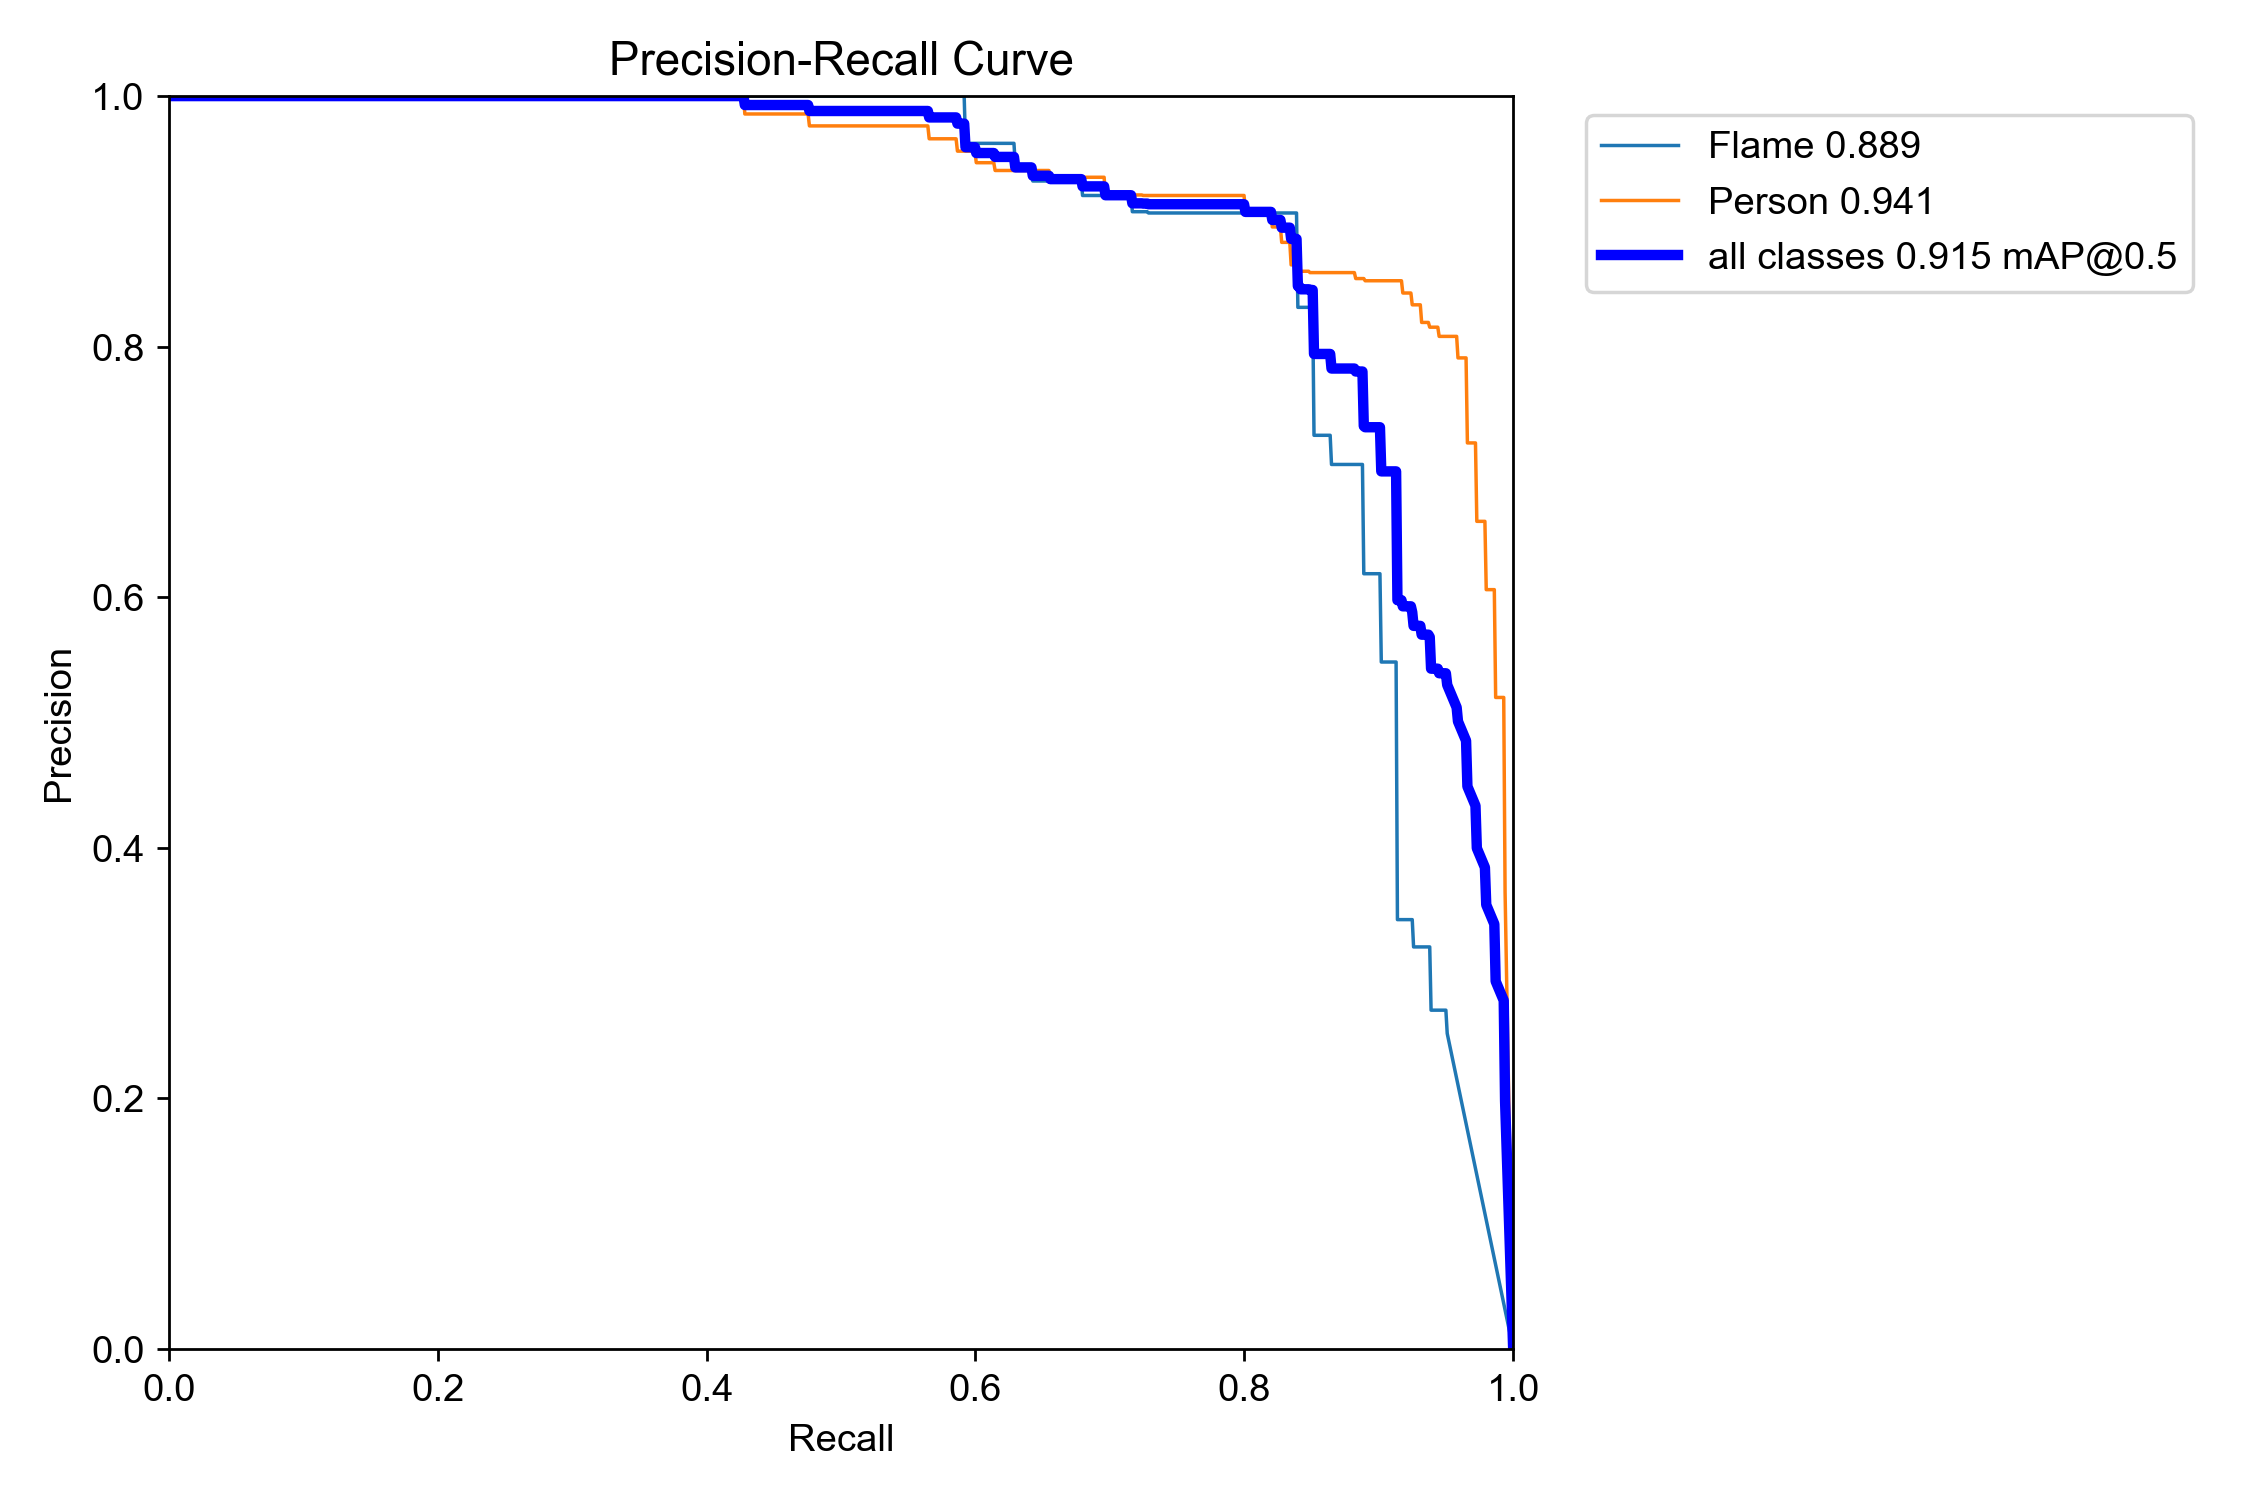 Precision-Recall Curve
1.0
0.8
0.6
0.4
0.2
0.0
Precision
0.0 0.2 0.4 0.6 0.8 1.0
Recall
Flame 0.889
Person 0.941
all classes 0.915 mAP@0.5